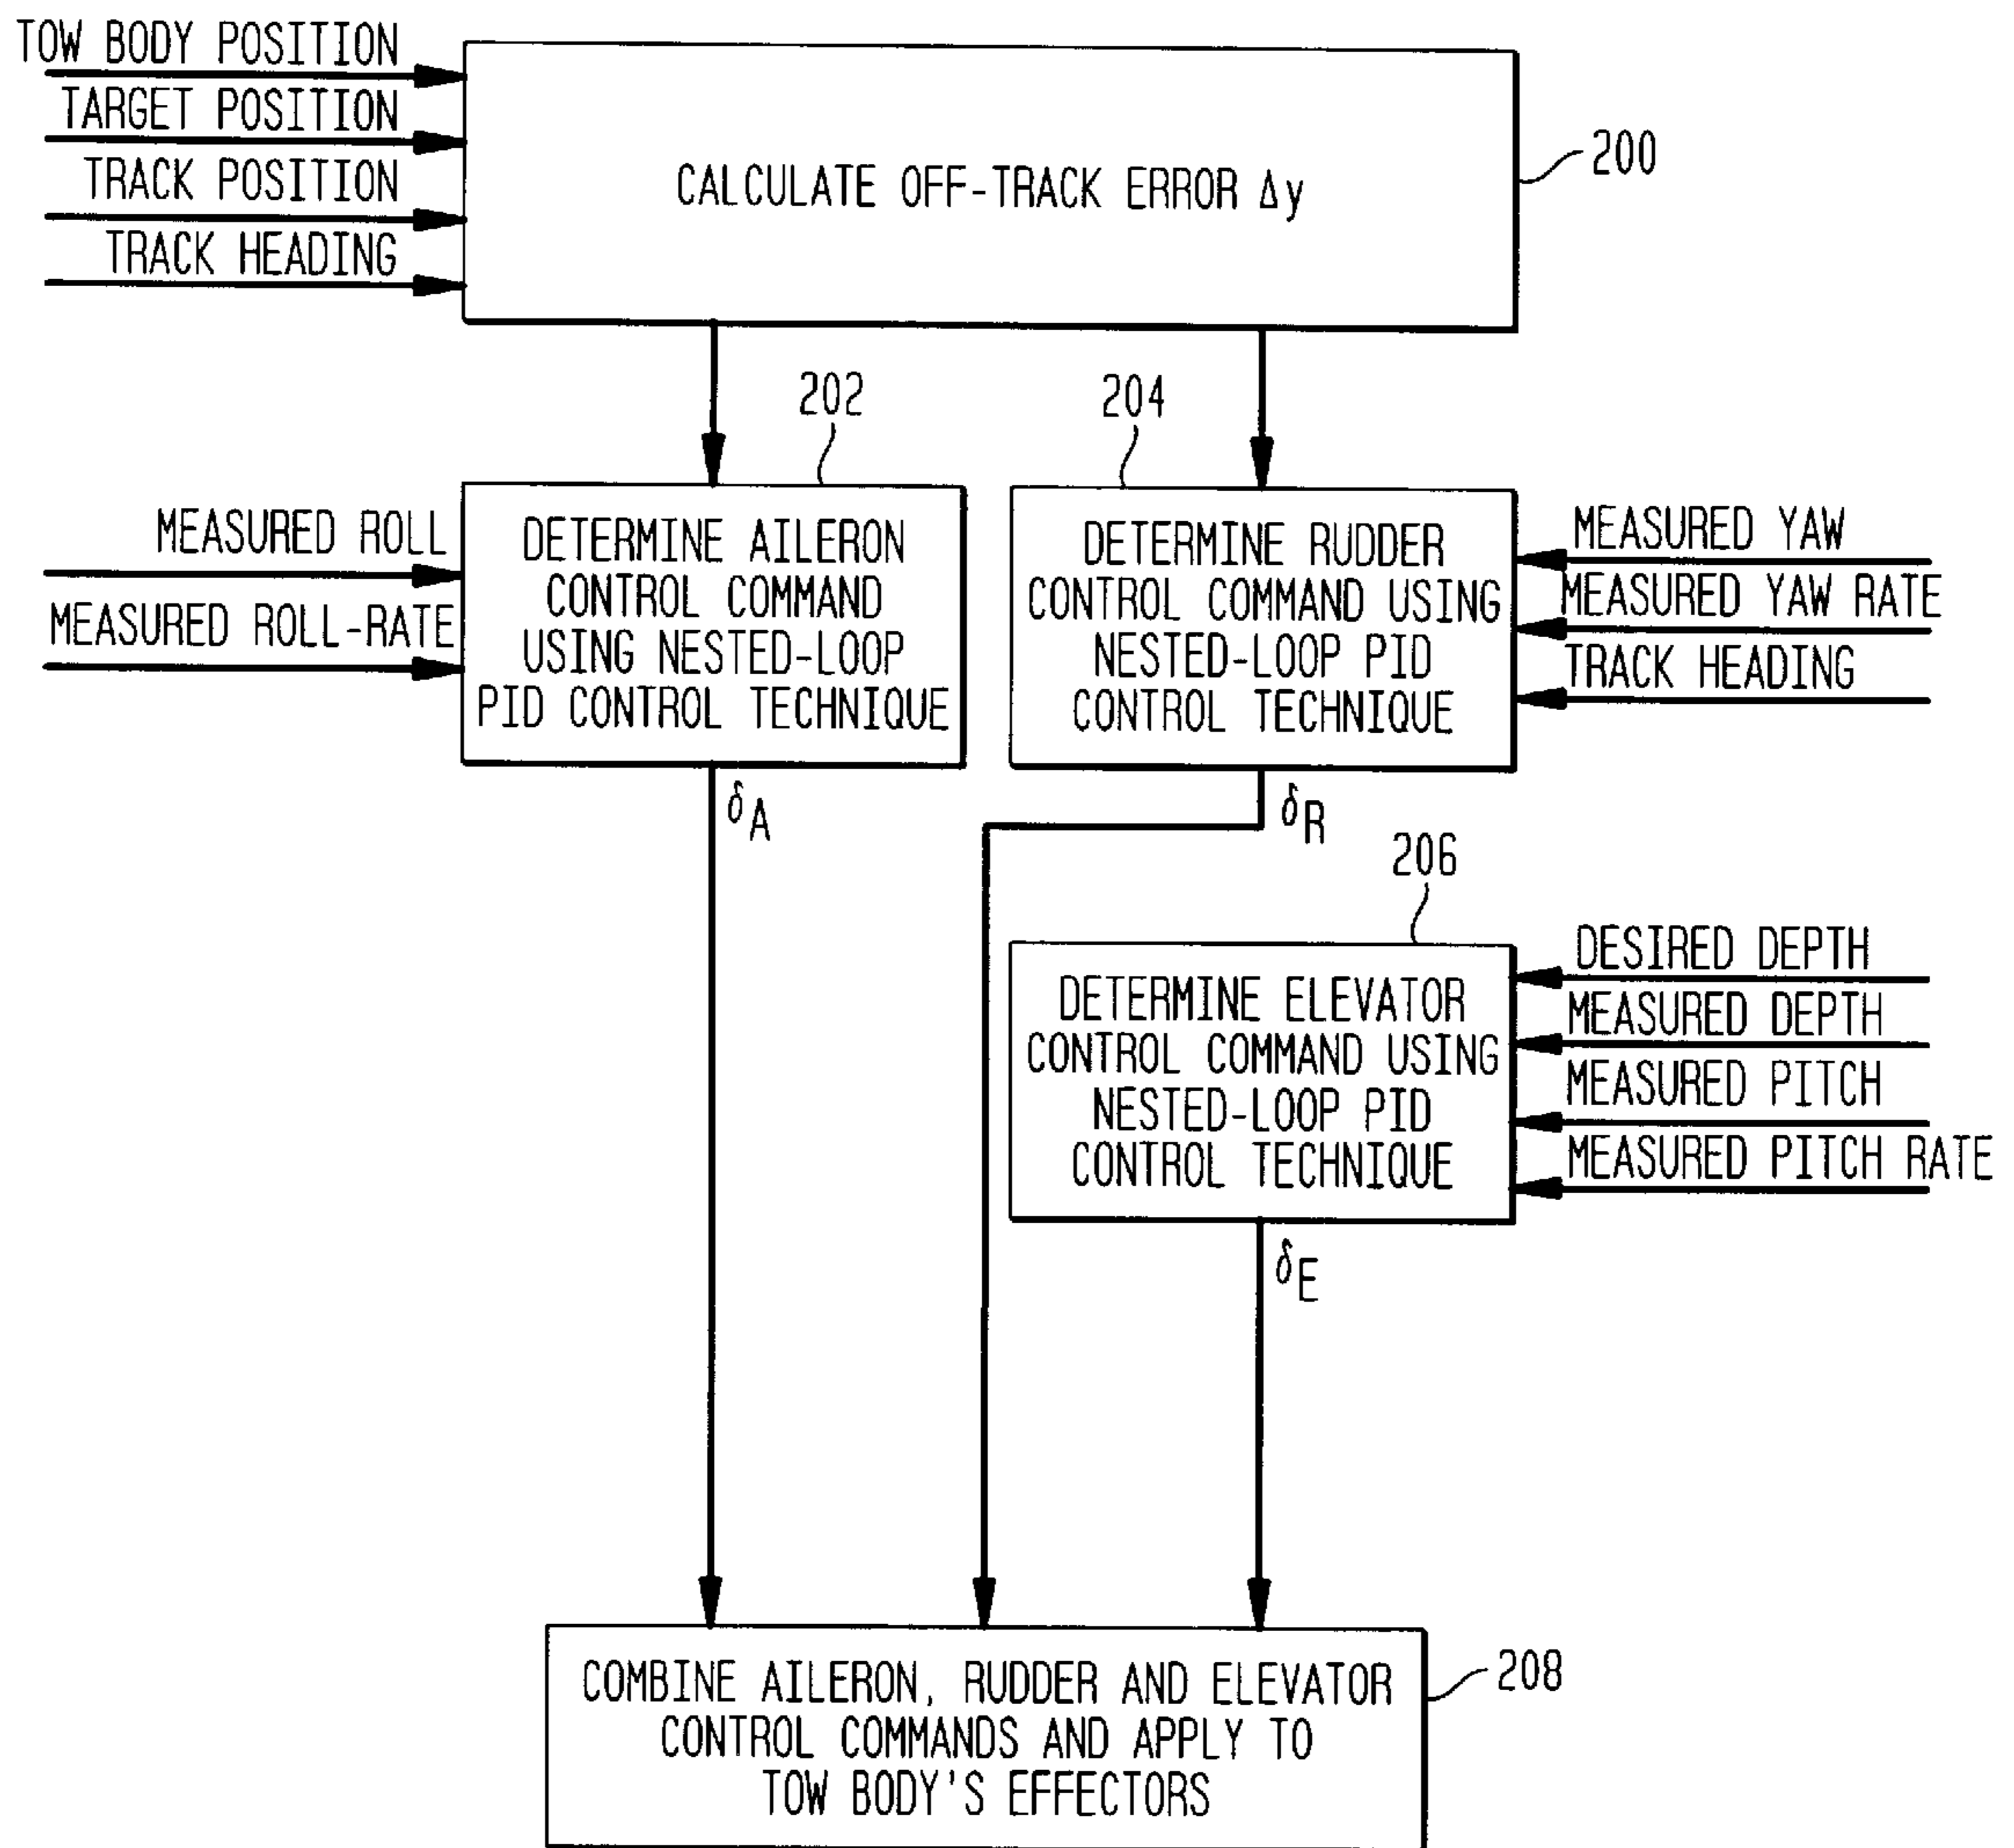 TOW BODY POSITION
TARGET POSITION
TRACK POSITION
TRACK HEADING
CALCULATE OFF-TRACK ERROR Δy
200
202
204
MEASURED ROLL
MEASURED ROLL-RATE
DETERMINE AILERON
CONTROL COMMAND
USING NESTED-LOOP
PID CONTROL TECHNIQUE
DETERMINE RUDDER
CONTROL COMMAND USING
NESTED-LOOP PID
CONTROL TECHNIQUE
MEASURED YAW
MEASURED YAW RATE
TRACK HEADING
δA
δR
206
DETERMINE ELEVATOR
CONTROL COMMAND USING
NESTED-LOOP PID
CONTROL TECHNIQUE
DESIRED DEPTH
MEASURED DEPTH
MEASURED PITCH
MEASURED PITCH RATE
δE
COMBINE AILERON, RUDDER AND ELEVATOR
CONTROL COMMANDS AND APPLY TO
TOW BODY'S EFFECTORS
208